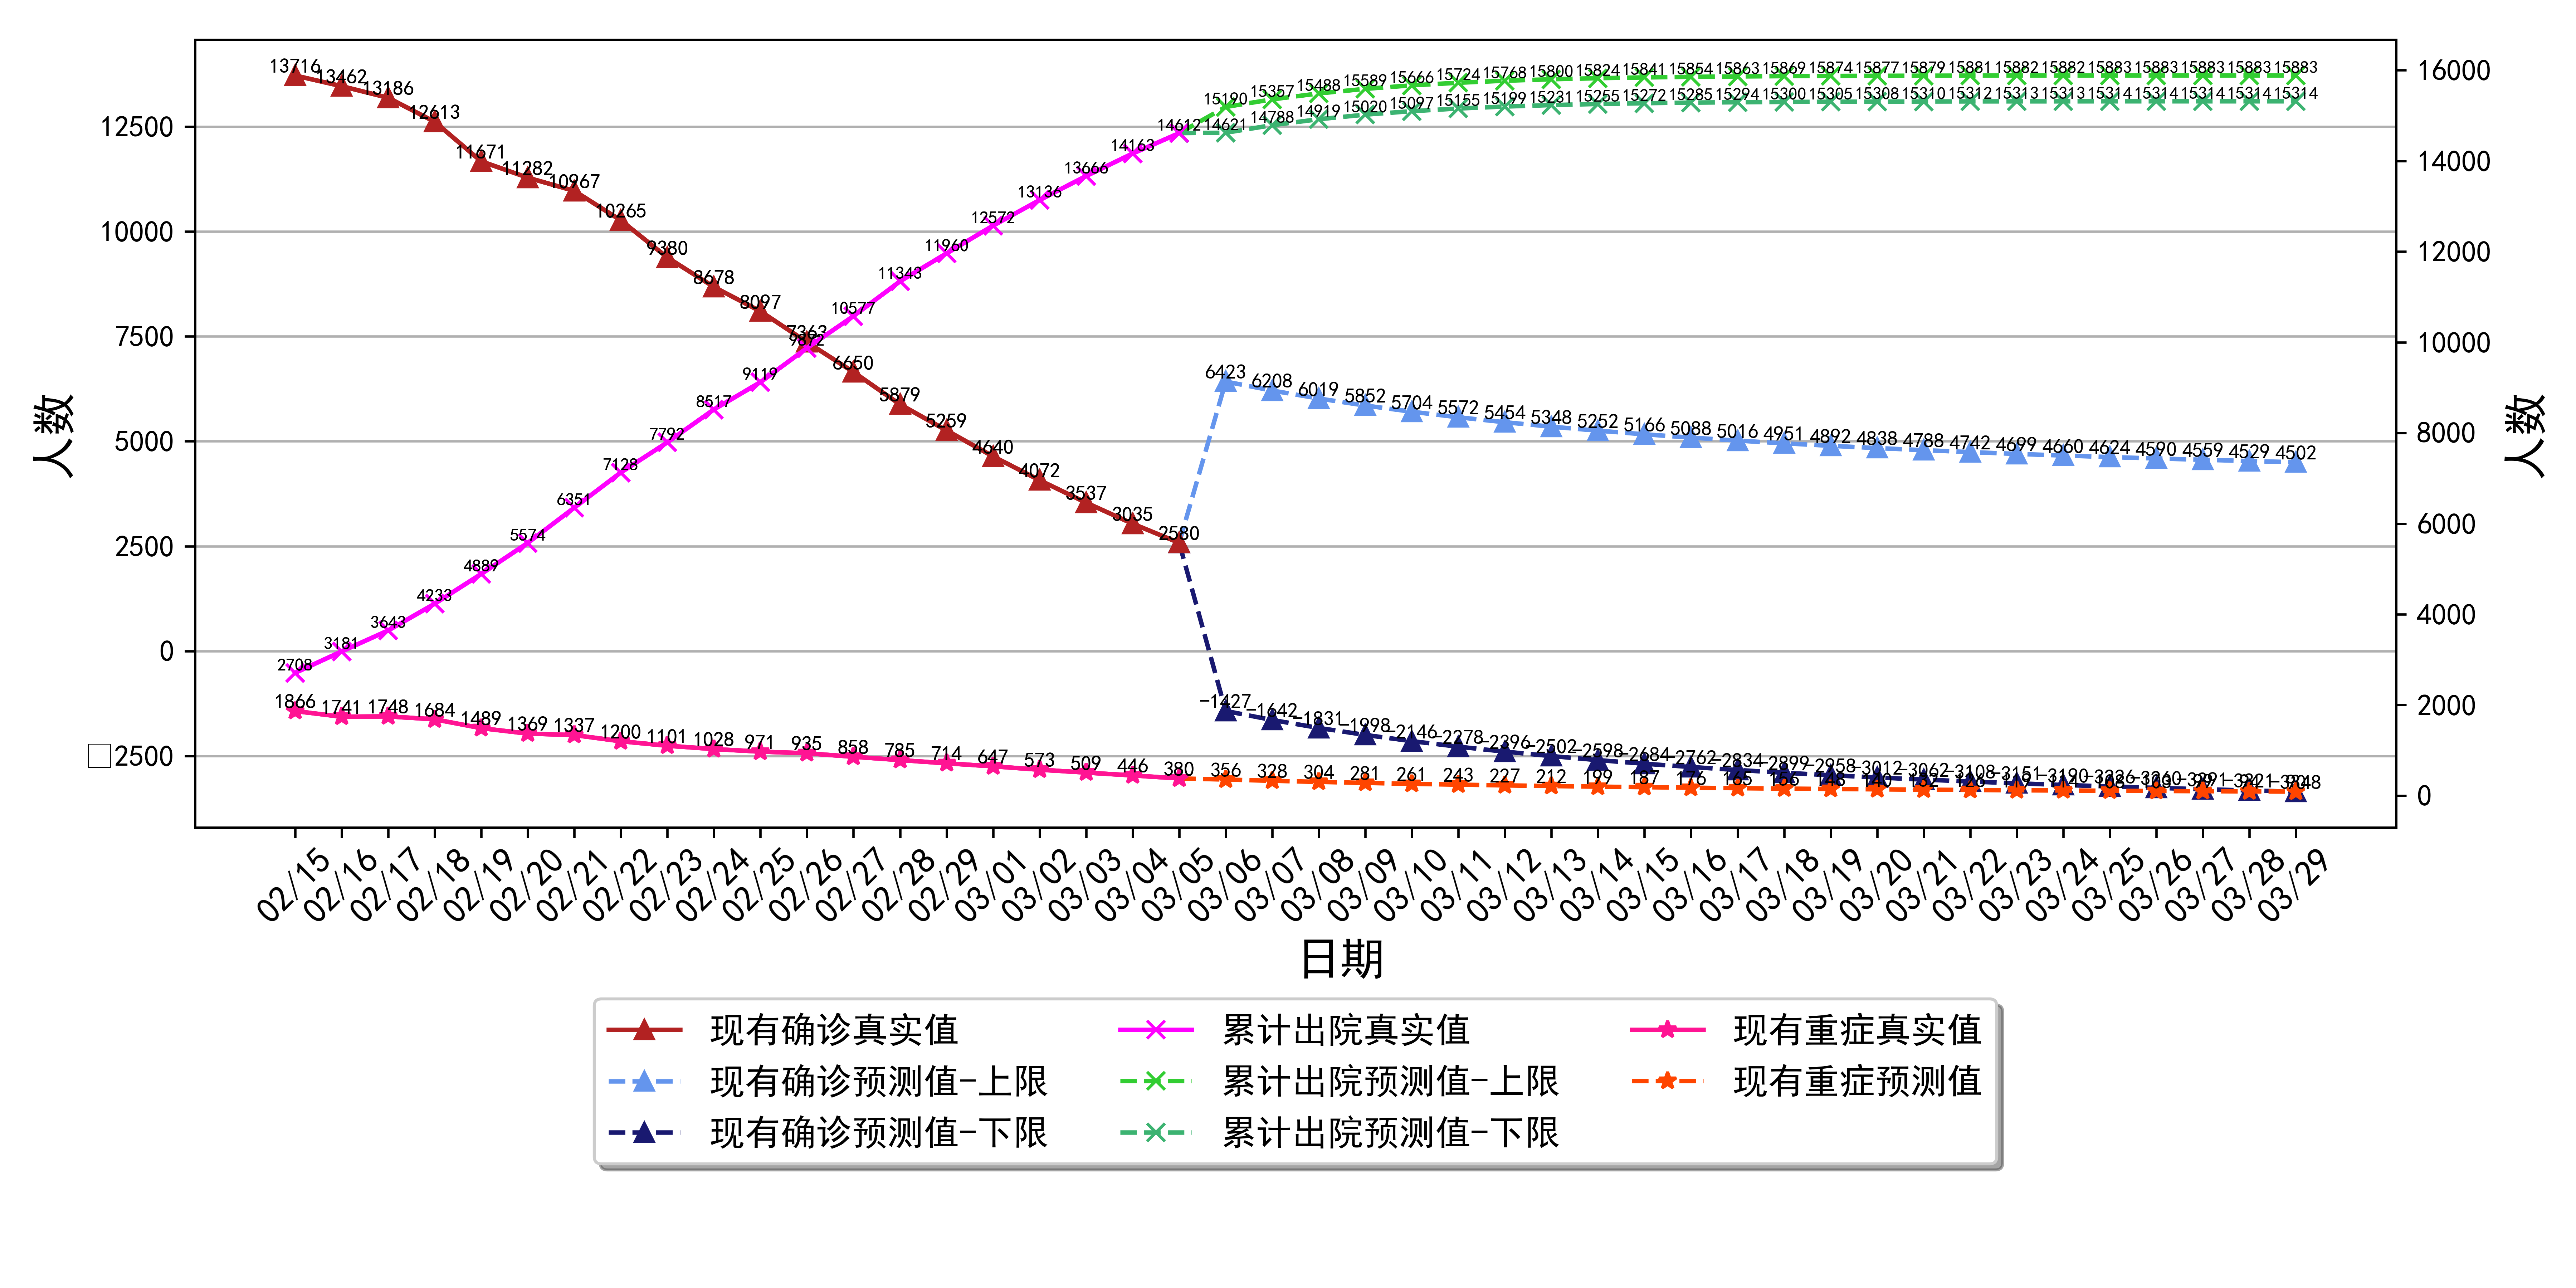 13716 13462 13186 12613 11671 11282 10967 10265 9380 8678 8097 7363 6650 5879 5259 4640 4072 3537 3035 2580
15190 15357 15488 15589 15666 15724 15768 15800 15824 15841 15854 15863 15869 15874 15877 15879 15881 15882 15882 15883 15883 15883 15883 15883
14621 14788 14919 15020 15097 15155 15199 15231 15255 15272 15285 15294 15300 15305 15308 15310 15312 15313 15313 15314 15314 15314 15314 15314
2708 3181 3643 4233 4889 5574 6351 7128 7792 8517 9119 9872 10577 11343 11960 12572 13136 13666 14163 14612
6423 6208 6019 5852 5704 5572 5454 5348 5252 5166 5088 5016 4951 4892 4838 4788 4742 4699 4660 4624 4590 4559 4529 4502
-1427 -1642 -1831 -1998 -2146 -2278 -2396 -2502 -2598 -2684 -2762 -2834 -2899 -2958 -3012 -3062 -3108 -3151 -3190
1866 1741 1748 1684 1489 1369 1337 1200 1101 1028 971 935 858 785 714 647 573 509 446 380 356 328 304 281 261 243 227 212 199 187 176 165
12500
10000
7500
5000
2500
0
□2500
人数
16000
14000
12000
10000
8000
6000
4000
2000
0
人数
02/15 02/16 02/17 02/18 02/19 02/20 02/21 02/22 02/23 02/24 02/25 02/26 02/27 02/28 02/29 03/01 03/02 03/03 03/04 03/05 03/06 03/07 03/08 03/09 03/10 03/11 03/12 03/13 03/14 03/15 03/16 03/17 03/18 03/19 03/20 03/21 03/22 03/23 03/24 03/25 03/26 03/27 03/28 03/29
日期
现有确诊真实值 累计出院真实值 现有重症真实值
现有确诊预测值-上限 累计出院预测值-上限 现有重症预测值
现有确诊预测值-下限 累计出院预测值-下限